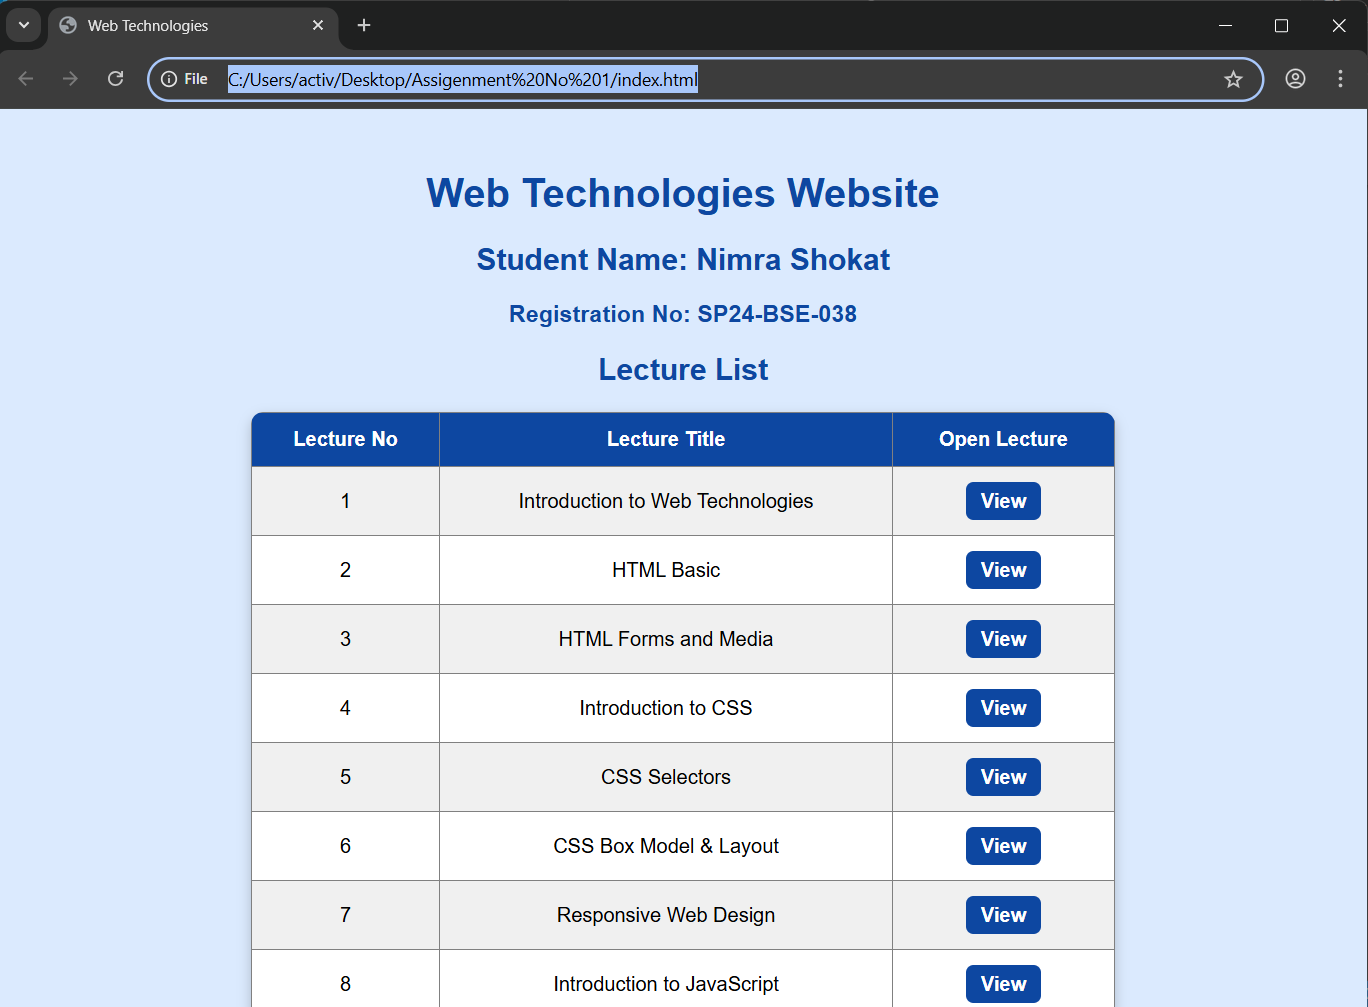 Web Technologies
File C:/Users/activ/Desktop/Assigenment%20No%201/index.html
Web Technologies Website
Student Name: Nimra Shokat
Registration No: SP24-BSE-038
Lecture List
Lecture No Lecture Title Open Lecture
1 Introduction to Web Technologies View
2 HTML Basic View
3 HTML Forms and Media View
4 Introduction to CSS View
5 CSS Selectors View
6 CSS Box Model & Layout View
7 Responsive Web Design View
8 Introduction to JavaScript View